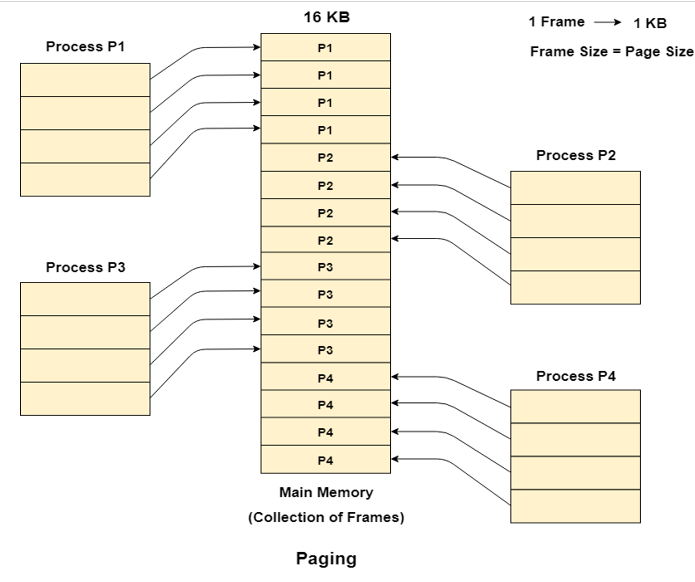 16 KB
1 Frame → 1 KB
Frame Size = Page Size
Process P1
P1
P1
P1
P1
P2
P2
P2
P2
P3
P3
P3
P3
P4
P4
P4
P4
Process P2
Process P3
Process P4
Main Memory
(Collection of Frames)
Paging